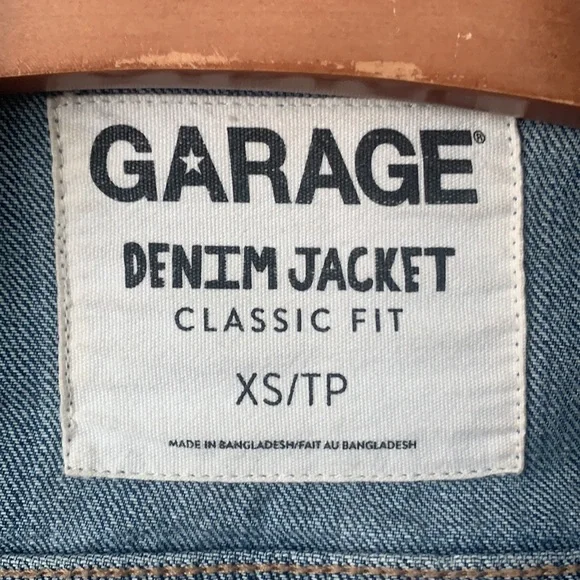 GARAGE®
DENIM JACKET
CLASSIC FIT
XS/TP
MADE IN BANGLADESH/FAIT AU BANGLADESH